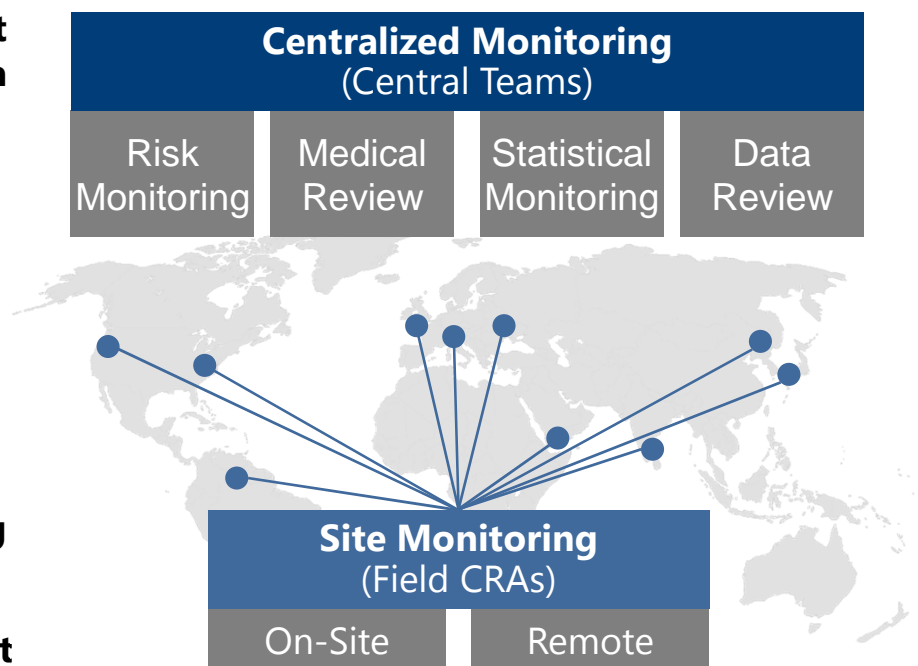 t
n
Centralized Monitoring
(Central Teams)
Risk
Monitoring
Medical
Review
Statistical
Monitoring
Data
Review
g
Site Monitoring
(Field CRAs)
t
On-Site
Remote